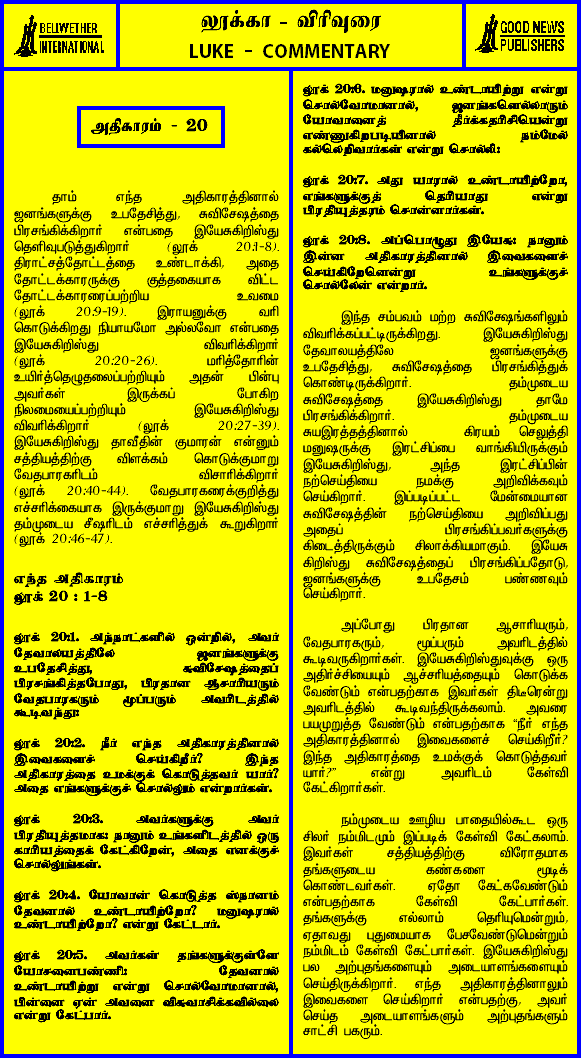 BELWETHER
INTERNATIONAL
லூக்கா - விரிவுரை
LUKE - COMMENTARY
GOOD NEWS
PUBLISHERS
அதிகாரம் - 20
தாம் எந்த அதிகாரத்தினால்
ஜனங்களுக்கு உபதேசித்து, சுவிசேஷத்தை
பிரசங்கிக்கிறார் என்பதை இயேசுகிறிஸ்து
தெளிவுபடுத்துகிறார் (லூக் 20:1-8).
திராட்சத்தோட்டத்தை உண்டாக்கி, அதை
தோட்டக்காரருக்கு குத்தகையாக விட்ட
தோட்டக்காரரைப்பற்றிய உவமை
(லூக் 20:9-19). இராயனுக்கு வரி
கொடுக்கிறது நியாயமோ அல்லவோ என்பதை
இயேசுகிறிஸ்து விவரிக்கிறார்
(லூக் 20:20-26). மரித்தோரின்
உயிர்த்தெழுதலைப்பற்றியும் அதன் பின்பு
அவர்கள் இருக்கப் போகிற
நிலமையைப்பற்றியும் இயேசுகிறிஸ்து
விவரிக்கிறார் (லூக் 20:27-39).
இயேசுகிறிஸ்து தாவீதின் குமாரன் என்னும்
சத்தியத்திற்கு விளக்கம் கொடுக்குமாறு
வேதபாரகரிடம் விசாரிக்கிறார்
(லூக் 20:40-44). வேதபாரகரைக்குறித்து
எச்சரிக்கையாக இருக்குமாறு இயேசுகிறிஸ்து
தம்முடைய சீஷரிடம் எச்சரித்துக் கூறுகிறார்
(லூக் 20:46-47).
எந்த அதிகாரம்
லூக் 20 : 1-8
லூக் 20:1. அந்நாட்களில் ஒன்றில், அவர்
தேவாலயத்திலே ஜனங்களுக்கு
உபதேசித்து, சுவிசேஷத்தைப்
பிரசங்கித்தபோது, பிரதான ஆசாரியரும்
வேதபாரகரும் மூப்பரும் அவரிடத்தில்
கூடிவந்து:
லூக் 20:2. நீர் எந்த அதிகாரத்தினால்
இவைகளைச் செய்கிறீர்? இந்த
அதிகாரத்தை உமக்குக் கொடுத்தவர் யார்?
அதை எங்களுக்குச் சொல்லும் என்றார்கள்.
லூக் 20:3. அவர்களுக்கு அவர்
பிரதியுத்தரமாக: நானும் உங்களிடத்தில் ஒரு
காரியத்தைக் கேட்கிறேன், அதை எனக்குச்
சொல்லுங்கள்.
லூக் 20:4. யோவான் கொடுத்த ஸ்நானம்
தேவனால் உண்டாயிற்றோ? மனுஷரால்
உண்டாயிற்றோ? என்று கேட்டார்.
லூக் 20:5. அவர்கள் தங்களுக்குள்ளே
யோசனைபண்ணி: தேவனால்
உண்டாயிற்று என்று சொல்வோமானால்,
பின்னை ஏன் அவனை விசுவாசிக்கவில்லை
என்று கேட்பார்.
லூக் 20:6. மனுஷரால் உண்டாயிற்று என்று
சொல்வோமானால், ஜனங்களெல்லாரும்
யோவானைத் தீர்க்கதரிசியென்று
எண்ணுகிறபடியினால் நம்மேல்
கல்லெறிவார்கள் என்று சொல்லி:
லூக் 20:7. அது யாரால் உண்டாயிற்றோ,
எங்களுக்குத் தெரியாது என்று
பிரதியுத்தரம் சொன்னார்கள்.
லூக் 20:8. அப்பொழுது இயேசு: நானும்
இன்ன அதிகாரத்தினால் இவைகளைச்
செய்கிறேனென்று உங்களுக்குச்
சொல்லேன் என்றார்.
இந்த சம்பவம் மற்ற சுவிசேஷங்களிலும்
விவரிக்கப்பட்டிருக்கிறது. இயேசுகிறிஸ்து
தேவாலயத்திலே ஜனங்களுக்கு
உபதேசித்து, சுவிசேஷத்தை பிரசங்கித்துக்
கொண்டிருக்கிறார். தம்முடைய
சுவிசேஷத்தை இயேசுகிறிஸ்து தாமே
பிரசங்கிக்கிறார். தம்முடைய
சுயஇரத்தத்தினால் கிரயம் செலுத்தி
மனுஷருக்கு இரட்சிப்பை வாங்கியிருக்கும்
இயேசுகிறிஸ்து, அந்த இரட்சிப்பின்
நற்செய்தியை நமக்கு அறிவிக்கவும்
செய்கிறார். இப்படிப்பட்ட மேன்மையான
சுவிசேஷத்தின் நற்செய்தியை அறிவிப்பது
அதைப் பிரசங்கிப்பவர்களுக்கு
கிடைத்திருக்கும் சிலாக்கியமாகும். இயேசு
கிறிஸ்து சுவிசேஷத்தைப் பிரசங்கிப்பதோடு,
ஜனங்களுக்கு உபதேசம் பண்ணவும்
செய்கிறார்.
அப்போது பிரதான ஆசாரியரும்,
வேதபாரகரும், மூப்பரும் அவரிடத்தில்
கூடிவருகிறார்கள். இயேசுகிறிஸ்துவுக்கு ஒரு
அதிர்ச்சியையும் ஆச்சரியத்தையும் கொடுக்க
வேண்டும் என்பதற்காக இவர்கள் திடீரென்று
அவரிடத்தில் கூடிவந்திருக்கலாம். அவரை
பயமுறுத்த வேண்டும் என்பதற்காக "நீர் எந்த
அதிகாரத்தினால் இவைகளைச் செய்கிறீர்?
இந்த அதிகாரத்தை உமக்குக் கொடுத்தவர்
யார்?" என்று அவரிடம் கேள்வி
கேட்கிறார்கள்.
நம்முடைய ஊழிய பாதையில்கூட ஒரு
சிலர் நம்மிடமும் இப்படிக் கேள்வி கேட்கலாம்.
இவர்கள் சத்தியத்திற்கு விரோதமாக
தங்களுடைய கண்களை மூடிக்
கொண்டவர்கள். ஏதோ கேட்கவேண்டும்
என்பதற்காக கேள்வி கேட்பார்கள்.
தங்களுக்கு எல்லாம் தெரியுமென்றும்,
ஏதாவது புதுமையாக பேசவேண்டுமென்றும்
நம்மிடம் கேள்வி கேட்பார்கள். இயேசுகிறிஸ்து
பல அற்புதங்களையும் அடையாளங்களையும்
செய்திருக்கிறார். எந்த அதிகாரத்தினாலும்
இவைகளை செய்கிறார் என்பதற்கு, அவர்
செய்த அடையாளங்களும் அற்புதங்களும்
சாட்சி பகரும்.